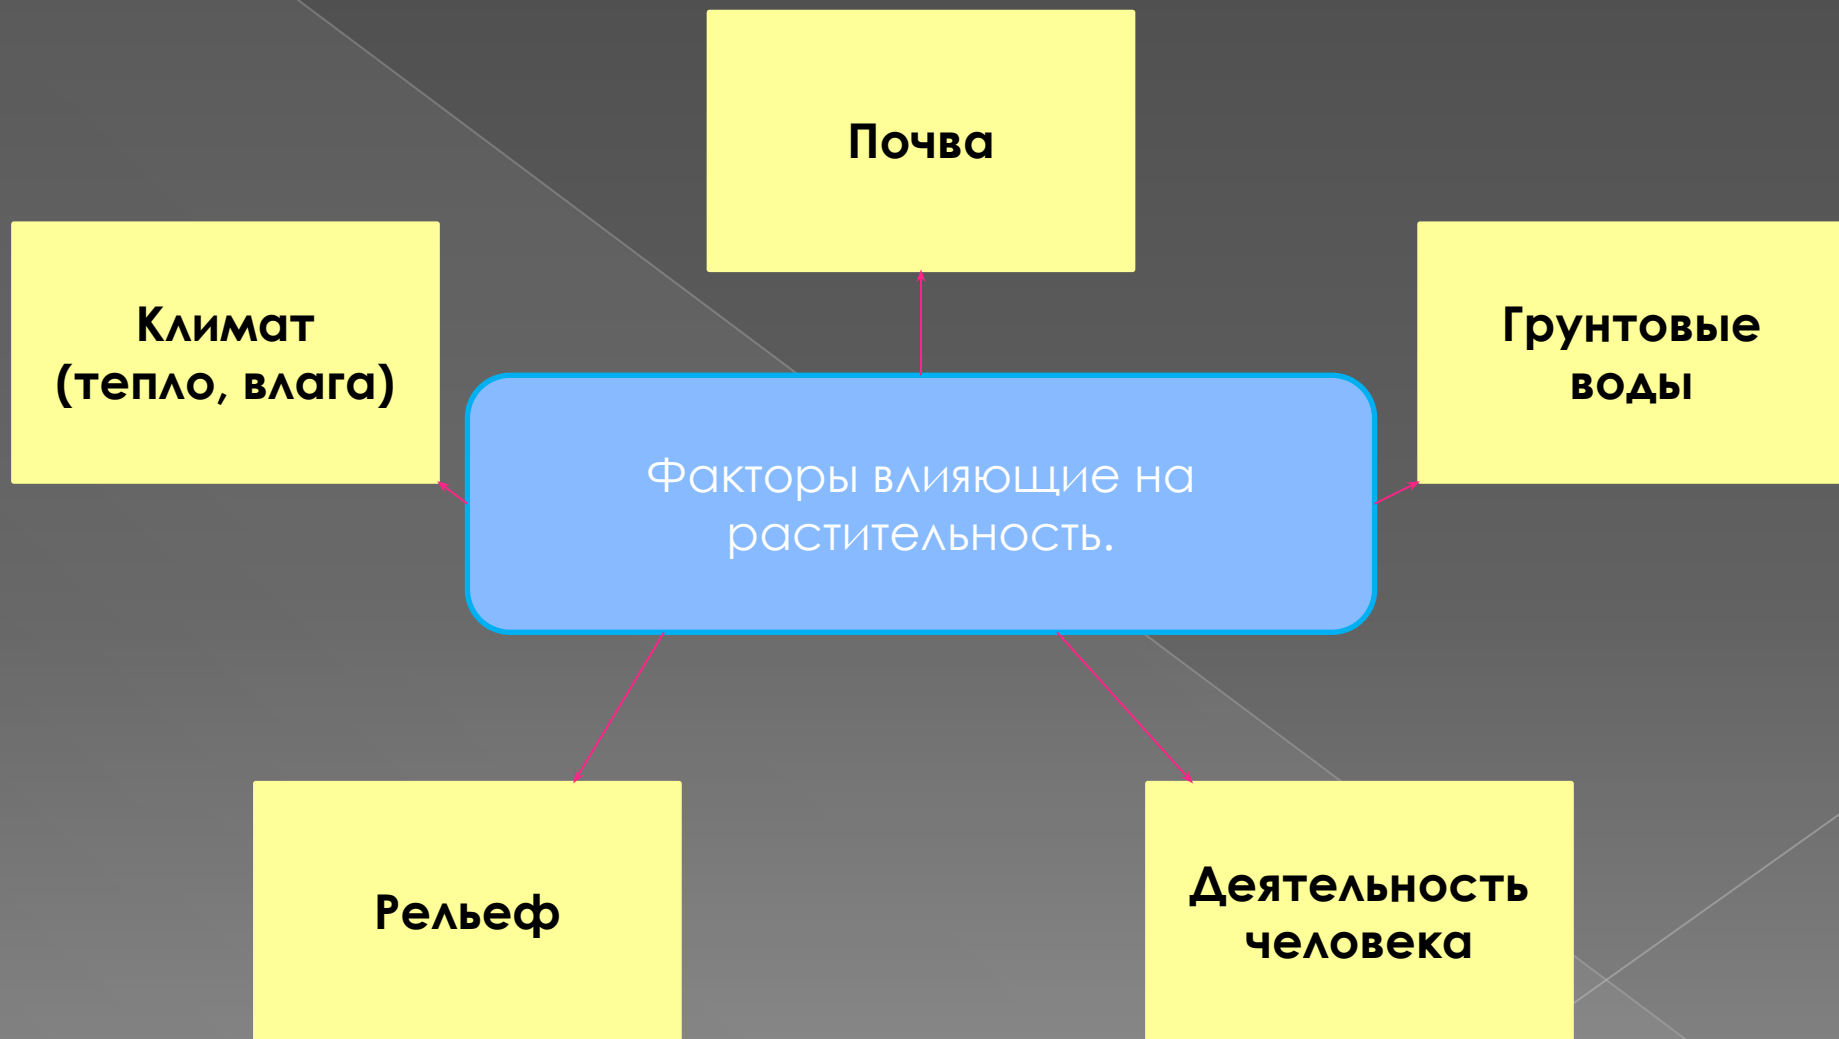 Почва
Климат
(тепло, влага)
Грунтовые
воды
Факторы влияющие на
растительность.
Рельеф
Деятельность
человека